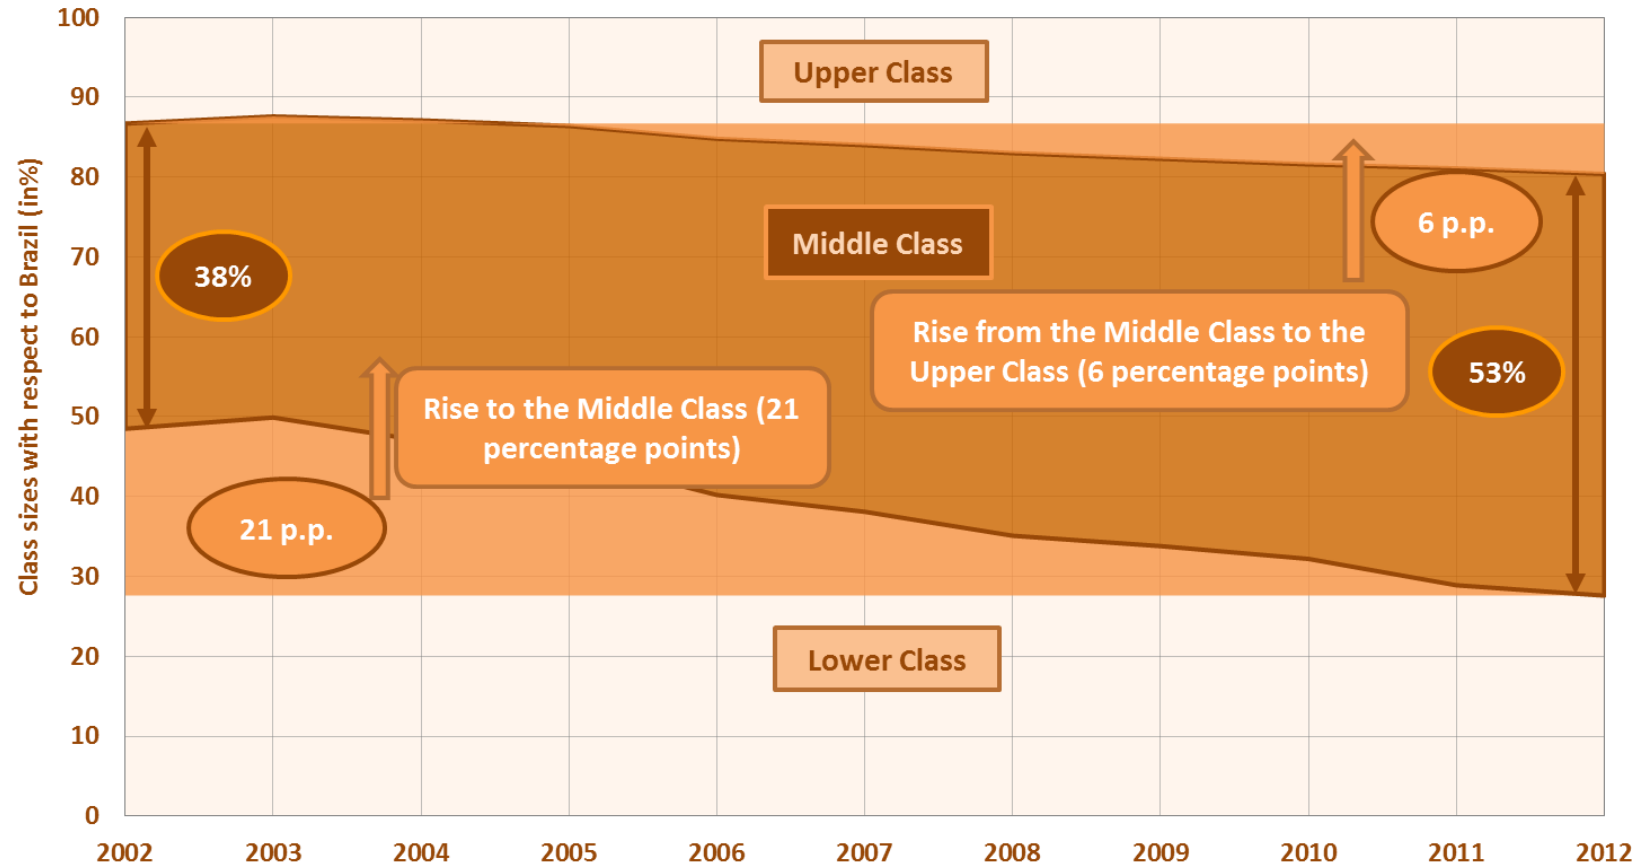 Class sizes with respect to Brazil (in%)
100
90
80
70
60
50
40
30
20
10
0
Upper Class
Middle Class
Lower Class
38%
21 p.p.
Rise to the Middle Class (21
percentage points)
Rise from the Middle Class to the
Upper Class (6 percentage points)
6 p.p.
53%
2002 2003 2004 2005 2006 2007 2008 2009 2010 2011 2012